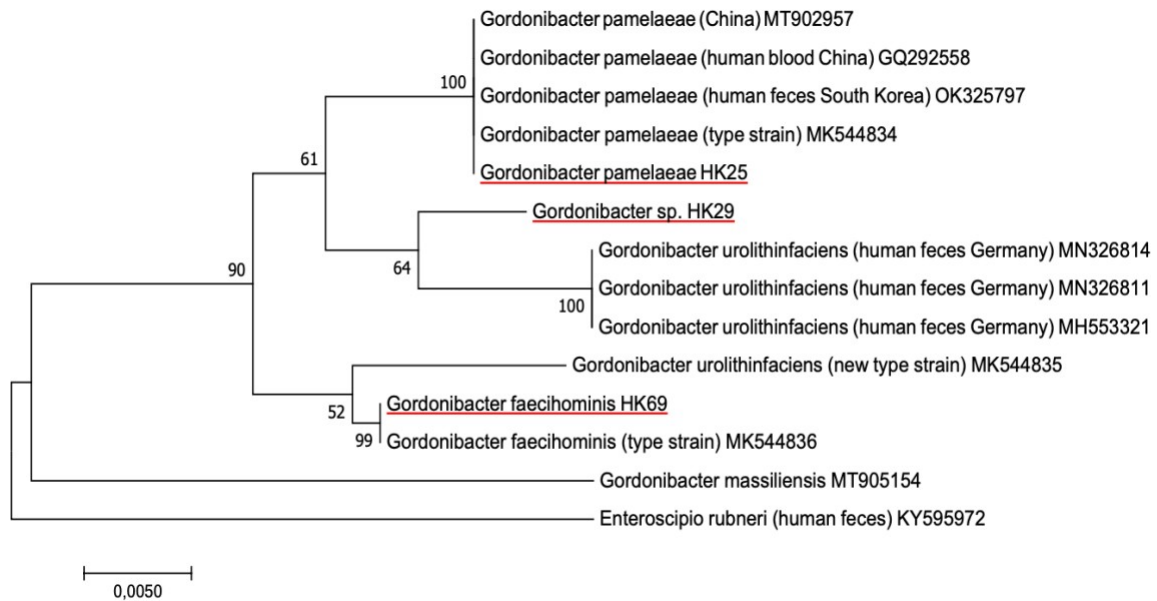 Gordonibacter pamelaeae (China) MT902957
Gordonibacter pamelaeae (human blood China) GQ292558
100
Gordonibacter pamelaeae (human feces South Korea) OK325797
Gordonibacter pamelaeae (type strain) MK544834
61
Gordonibacter pamelaeae HK25
Gordonibacter sp. HK29
Gordonibacter urolithinfaciens (human feces Germany) MN326814
64
90
Gordonibacter urolithinfaciens (human feces Germany) MN326811
100
Gordonibacter urolithinfaciens (human feces Germany) MH553321
Gordonibacter urolithinfaciens (new type strain) MK544835
Gordonibacter faecihominis HK69
52
99
Gordonibacter faecihominis (type strain) MK544836
Gordonibacter massiliensis MT905154
Enteroscipio rubneri (human feces) KY595972
0,0050